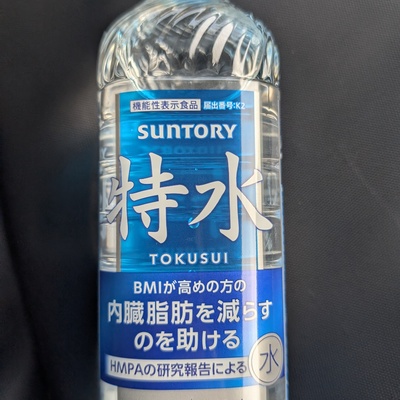 機能性表示食品 届出番号:K2
SUNTORY
特水
TOKUSUI
BMIが高めの方の
内臓脂肪を減らす
のを助ける
HMPAの研究報告による
水